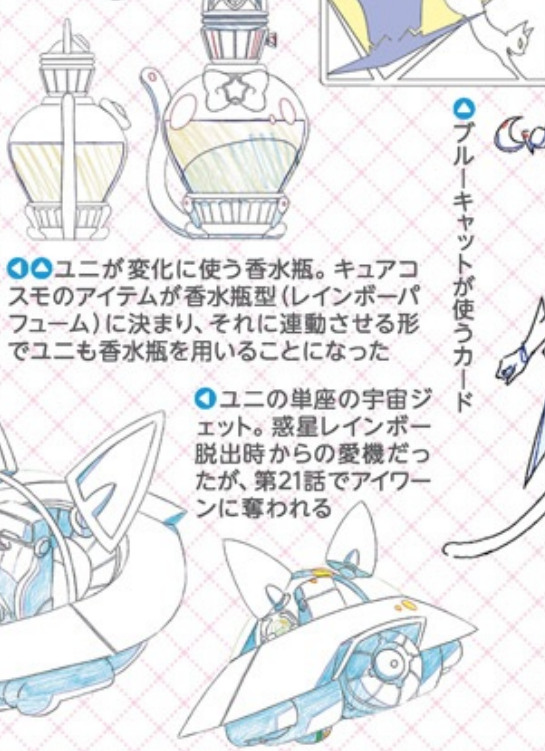 ブルーキャットが使うカード
ユニが変化に使う香水瓶。キュアコ
スモのアイテムが香水瓶型(レインボーパ
フューム)に決まり、それに連動させる形
でユニも香水瓶を用いることになった
ユニの単座の宇宙ジ
ェット。惑星レインボー
脱出時からの愛機だっ
たが、第21話でアイワー
ンに奪われる